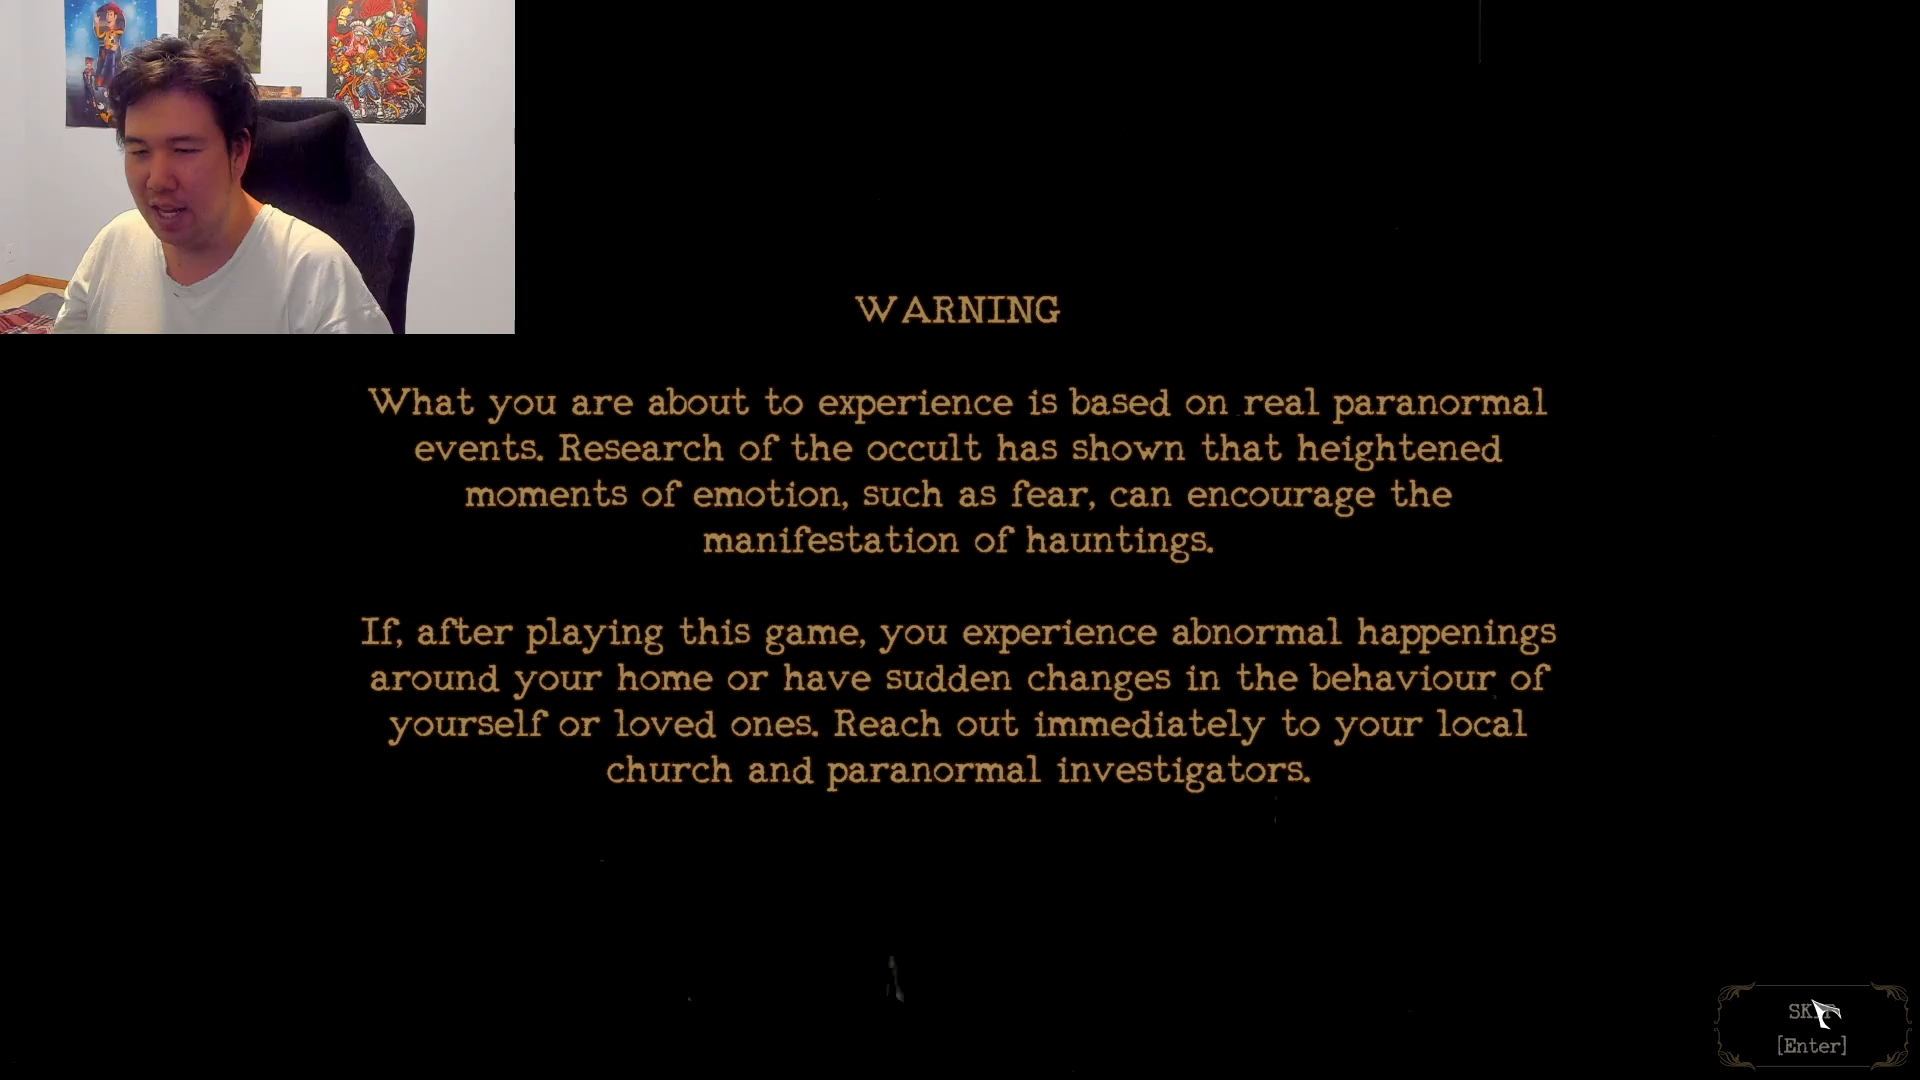 WARNING
What you are about to experience is based on real paranormal
events. Research of the occult has shown that heightened
moments of emotion, such as fear, can encourage the
manifestation of hauntings.
If, after playing this game, you experience abnormal happenings
around your home or have sudden changes in the behaviour of
yourself or loved ones. Reach out immediately to your local
church and paranormal investigators.
SKIP
[Enter]